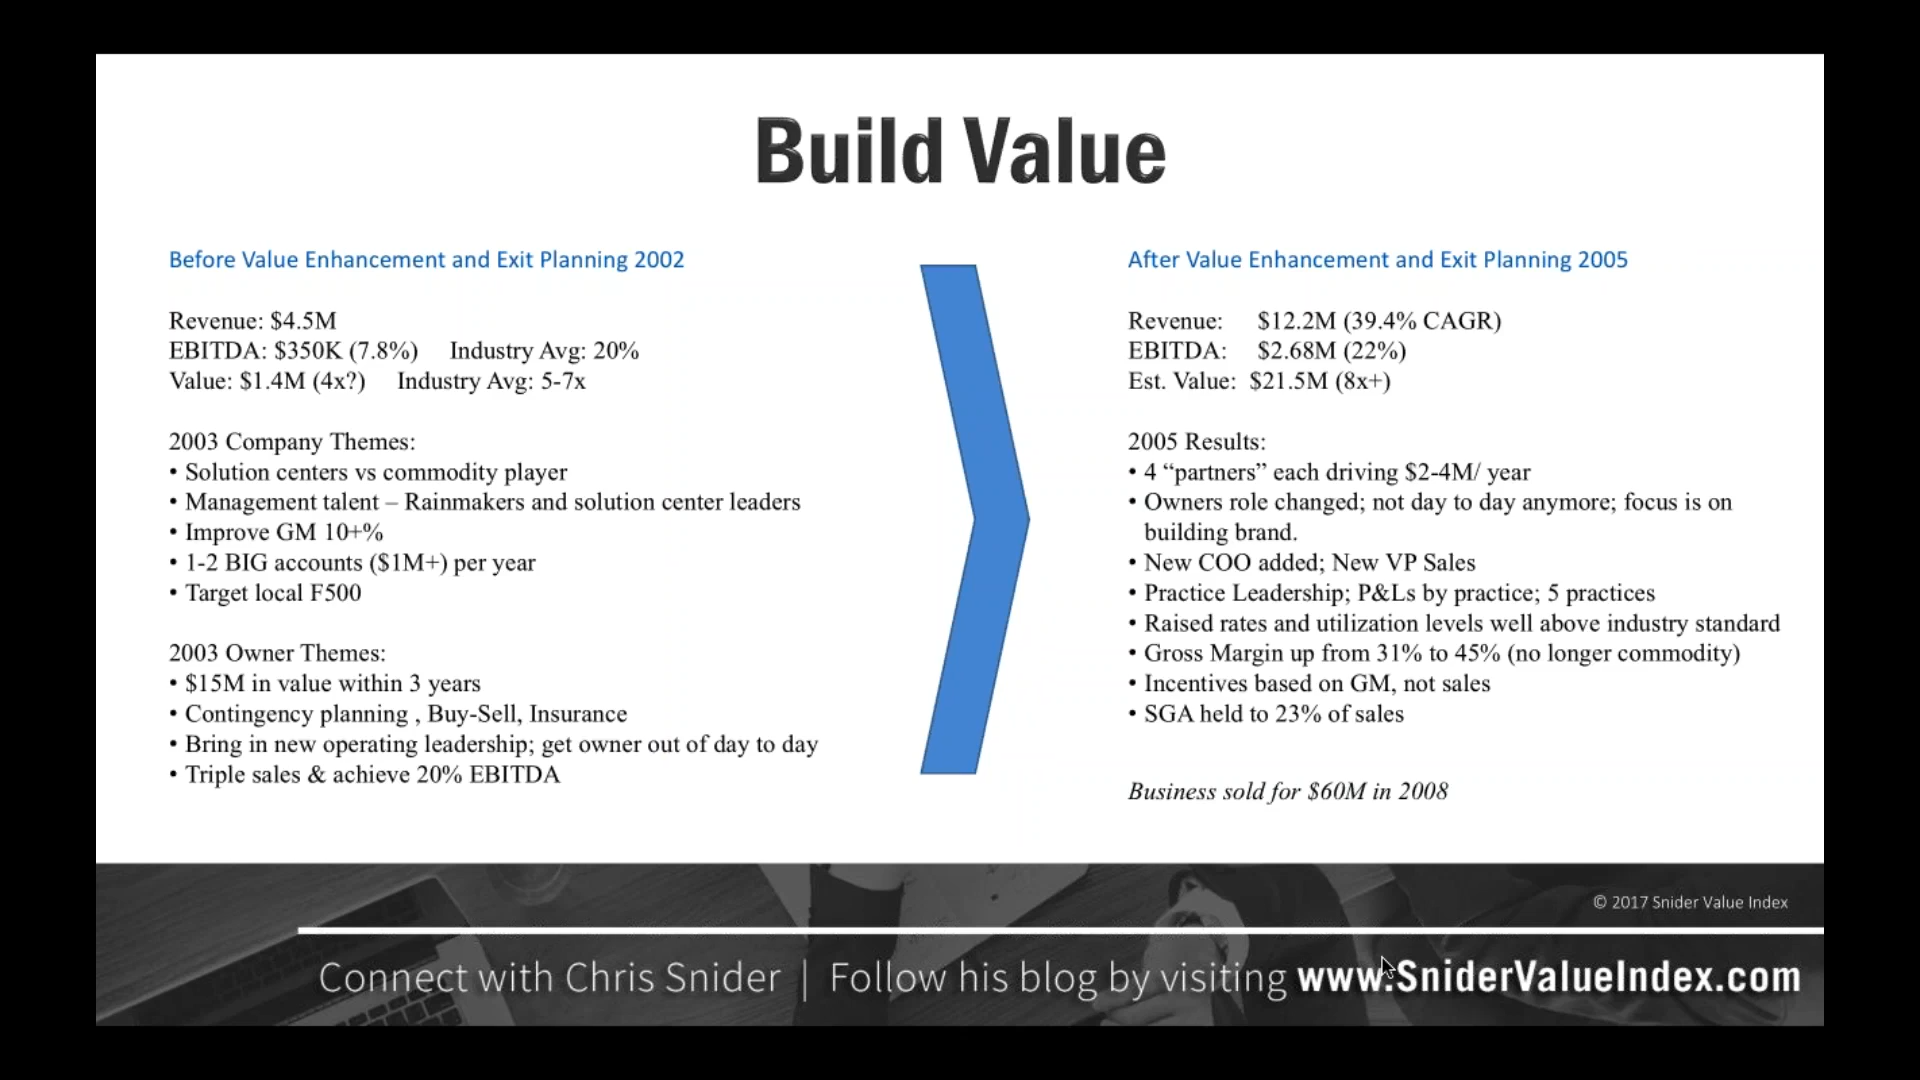 Build Value
Before Value Enhancement and Exit Planning 2002
Revenue: $4.5M
EBITDA: $350K (7.8%) Industry Avg: 20%
Value: $1.4M (4x?) Industry Avg: 5-7x
2003 Company Themes:
• Solution centers vs commodity player
• Management talent – Rainmakers and solution center leaders
• Improve GM 10+%
• 1-2 BIG accounts ($1M+) per year
• Target local F500
2003 Owner Themes:
• $15M in value within 3 years
• Contingency planning , Buy-Sell, Insurance
• Bring in new operating leadership; get owner out of day to day
• Triple sales & achieve 20% EBITDA
After Value Enhancement and Exit Planning 2005
Revenue: $12.2M (39.4% CAGR)
EBITDA: $2.68M (22%)
Est. Value: $21.5M (8x+)
2005 Results:
• 4 “partners” each driving $2-4M/ year
• Owners role changed; not day to day anymore; focus is on
building brand.
• New COO added; New VP Sales
• Practice Leadership; P&Ls by practice; 5 practices
• Raised rates and utilization levels well above industry standard
• Gross Margin up from 31% to 45% (no longer commodity)
• Incentives based on GM, not sales
• SGA held to 23% of sales
Business sold for $60M in 2008
© 2017 Snider Value Index
Connect with Chris Snider | Follow his blog by visiting www.SniderValueIndex.com